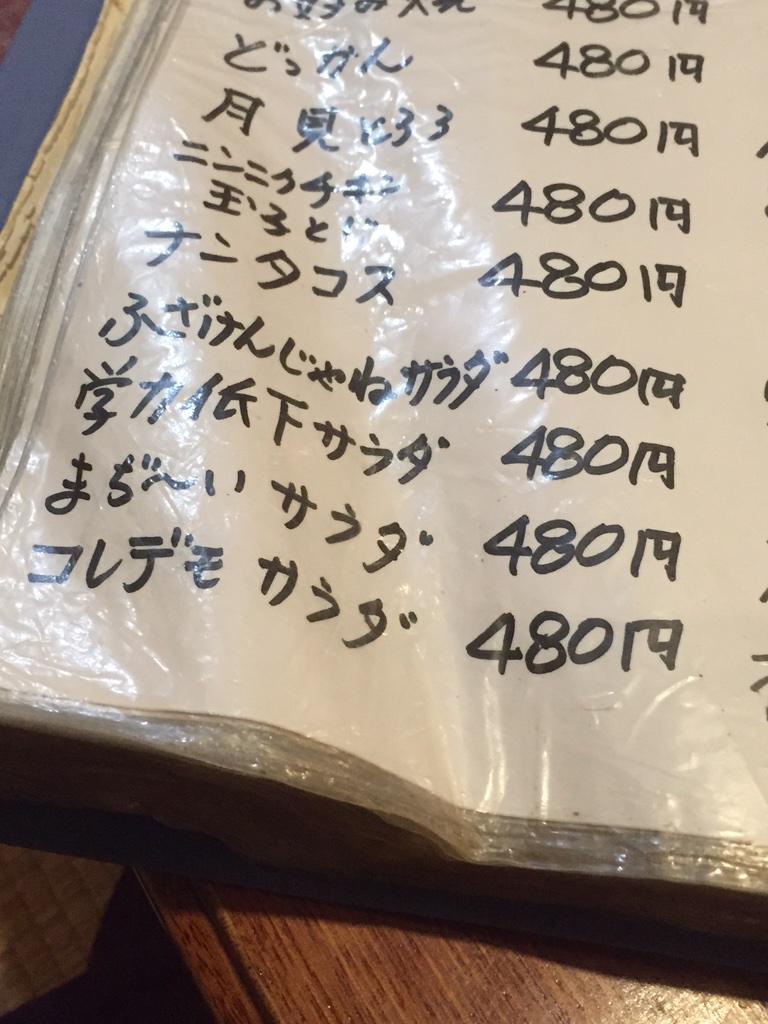 お好み 480円
どっかん 480円
月見とろろ 480円
ニンニクチキン
玉子とじ 480円
ナンタコス 480円
ふざけんじゃねサラダ 480円
学力低下サラダ 480円
まぢ〜いサラダ 480円
コレデモサラダ 480円